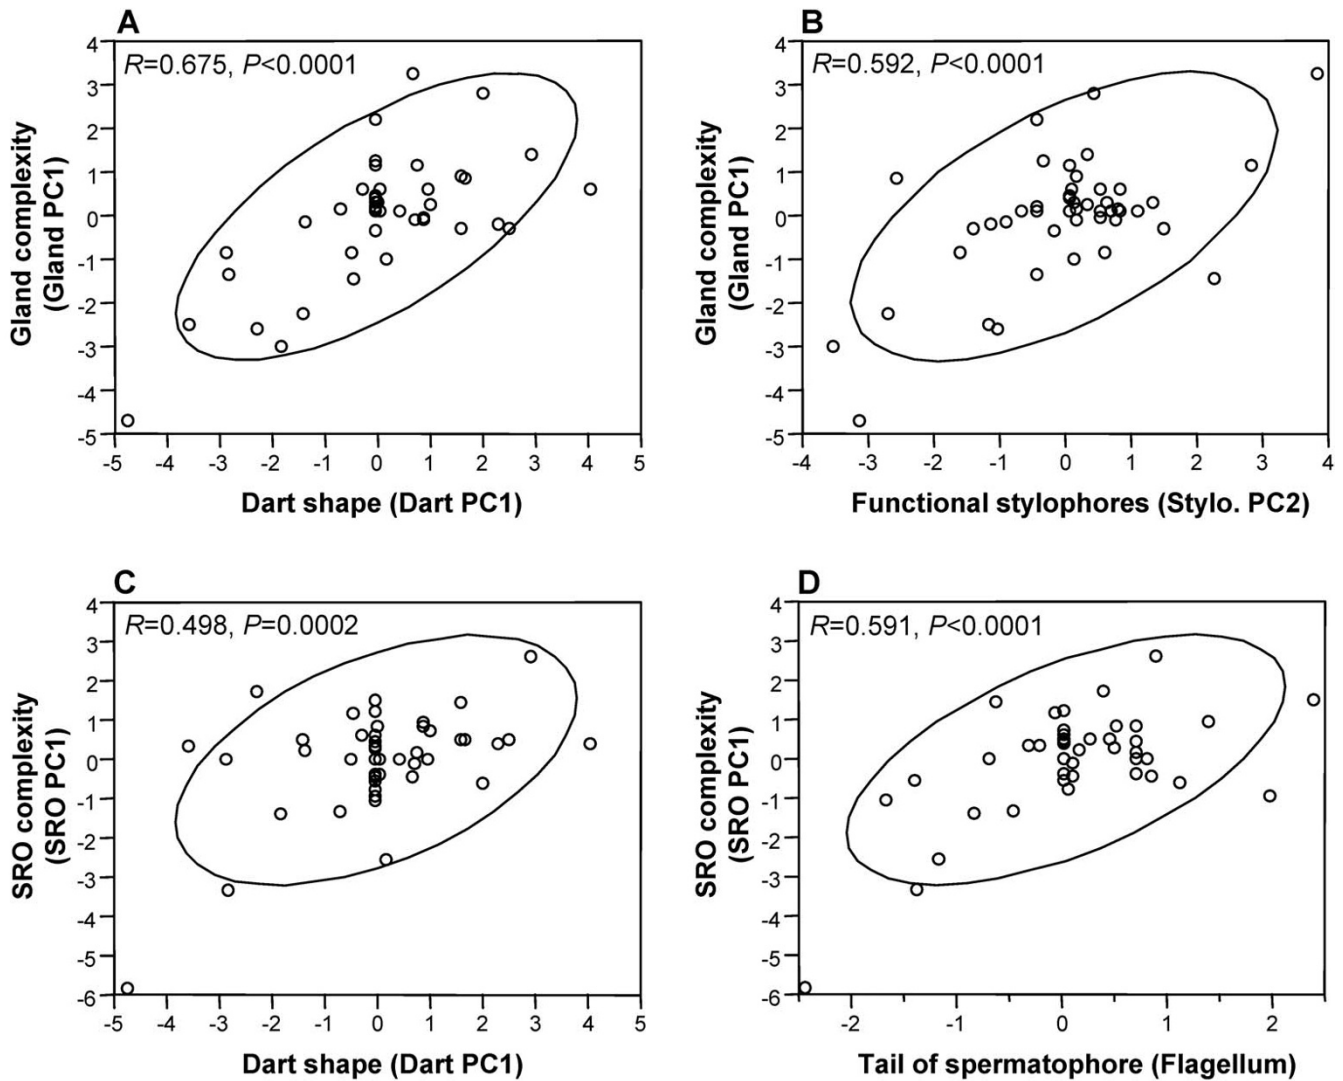 A
R=0.675, P<0.0001
4
3
2
1
0
-1
-2
-3
-4
-5
Gland complexity
(Gland PC1)
-5 -4 -3 -2 -1 0 1 2 3 4 5
Dart shape (Dart PC1)
B
R=0.592, P<0.0001
4
3
2
1
0
-1
-2
-3
-4
-5
Gland complexity
(Gland PC1)
-4 -3 -2 -1 0 1 2 3 4
Functional stylophores (Stylo. PC2)
C
R=0.498, P=0.0002
4
3
2
1
0
-1
-2
-3
-4
-5
-6
SRO complexity
(SRO PC1)
-5 -4 -3 -2 -1 0 1 2 3 4 5
Dart shape (Dart PC1)
D
R=0.591, P<0.0001
4
3
2
1
0
-1
-2
-3
-4
-5
-6
SRO complexity
(SRO PC1)
-2 -1 0 1 2
Tail of spermatophore (Flagellum)